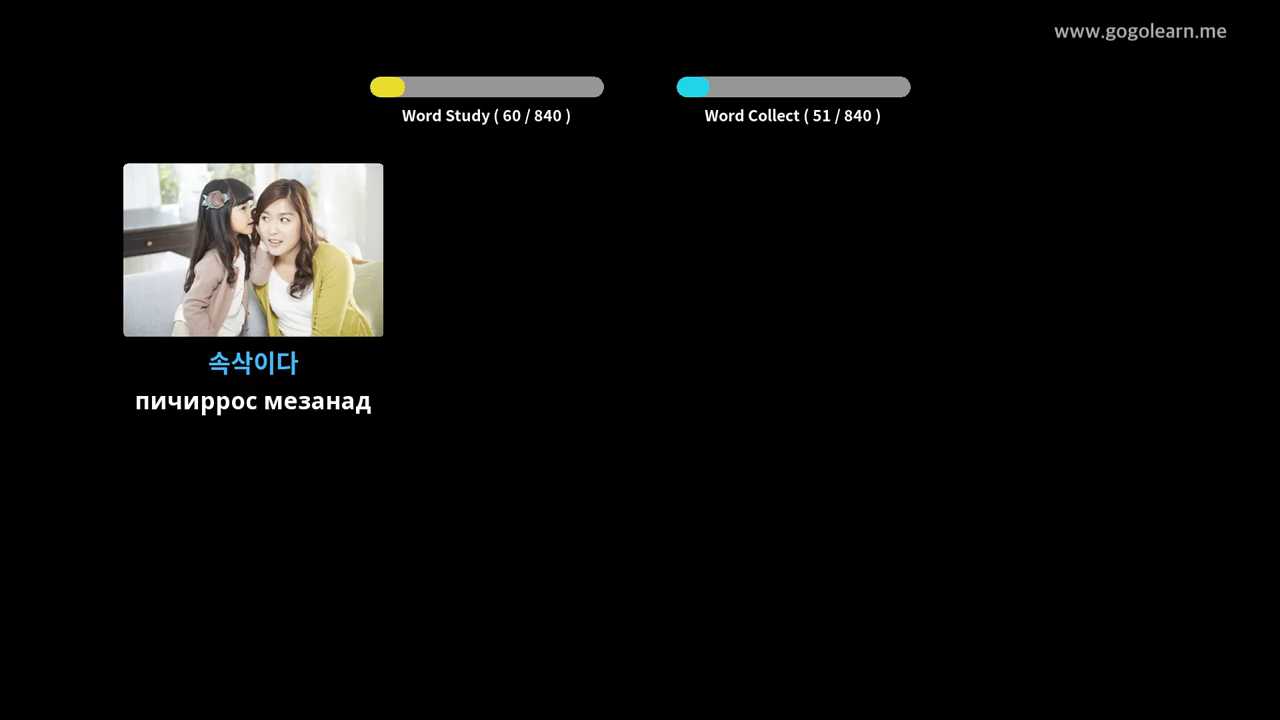 www.gogolearn.me
Word Study ( 60 / 840 )
Word Collect ( 51 / 840 )
속삭이다
пичиррос мезанад